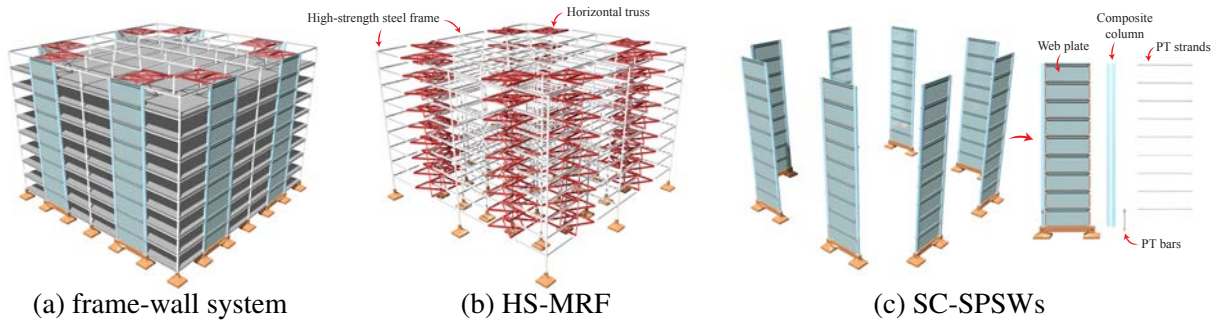 High-strength steel frame
Horizontal truss
Composite
column
Web plate
PT strands
PT bars
(a) frame-wall system
(b) HS-MRF
(c) SC-SPSWs